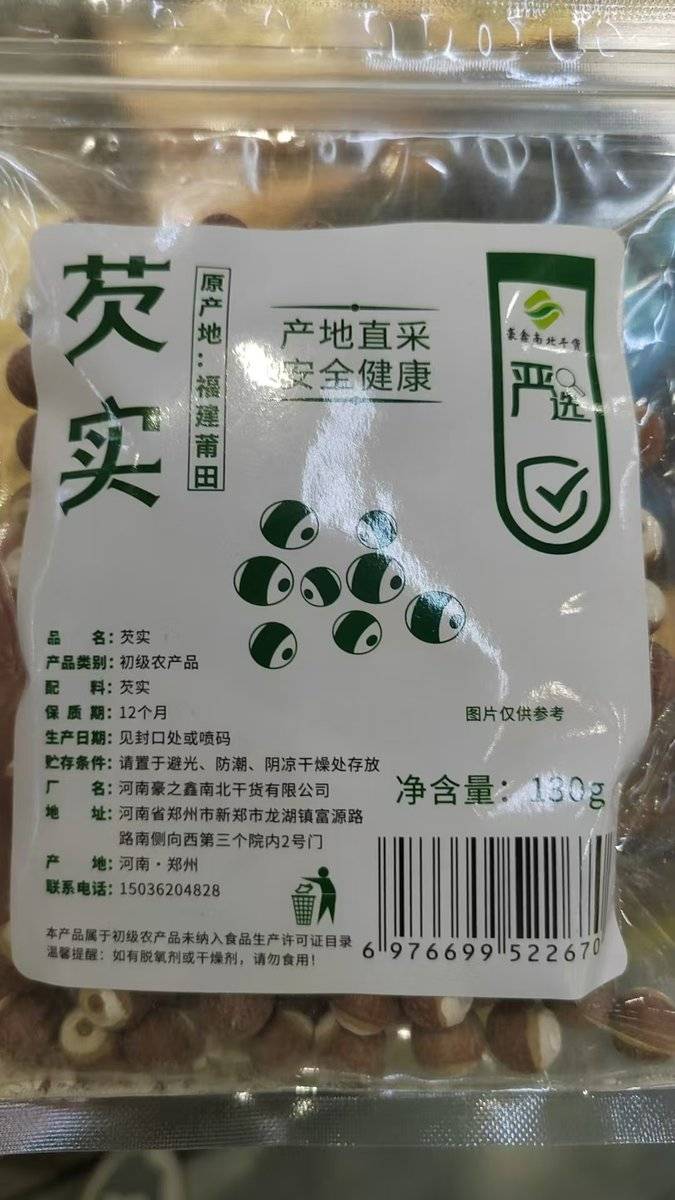 芡实
原产地：福建莆田
产地直采
安全健康
豪鑫南北干货
严选
品　　名：芡实
产品类别：初级农产品
配　　料：芡实
保 质 期：12个月
生产日期：见封口处或喷码
贮存条件：请置于避光、防潮、阴凉干燥处存放
厂　　名：河南豪之鑫南北干货有限公司
地　　址：河南省郑州市新郑市龙湖镇富源路
路南侧向西第三个院内2号门
产　　地：河南·郑州
联系电话：15036204828
图片仅供参考
净含量：130g
本产品属于初级农产品未纳入食品生产许可证目录
温馨提醒：如有脱氧剂或干燥剂，请勿食用！
6 976699 522670